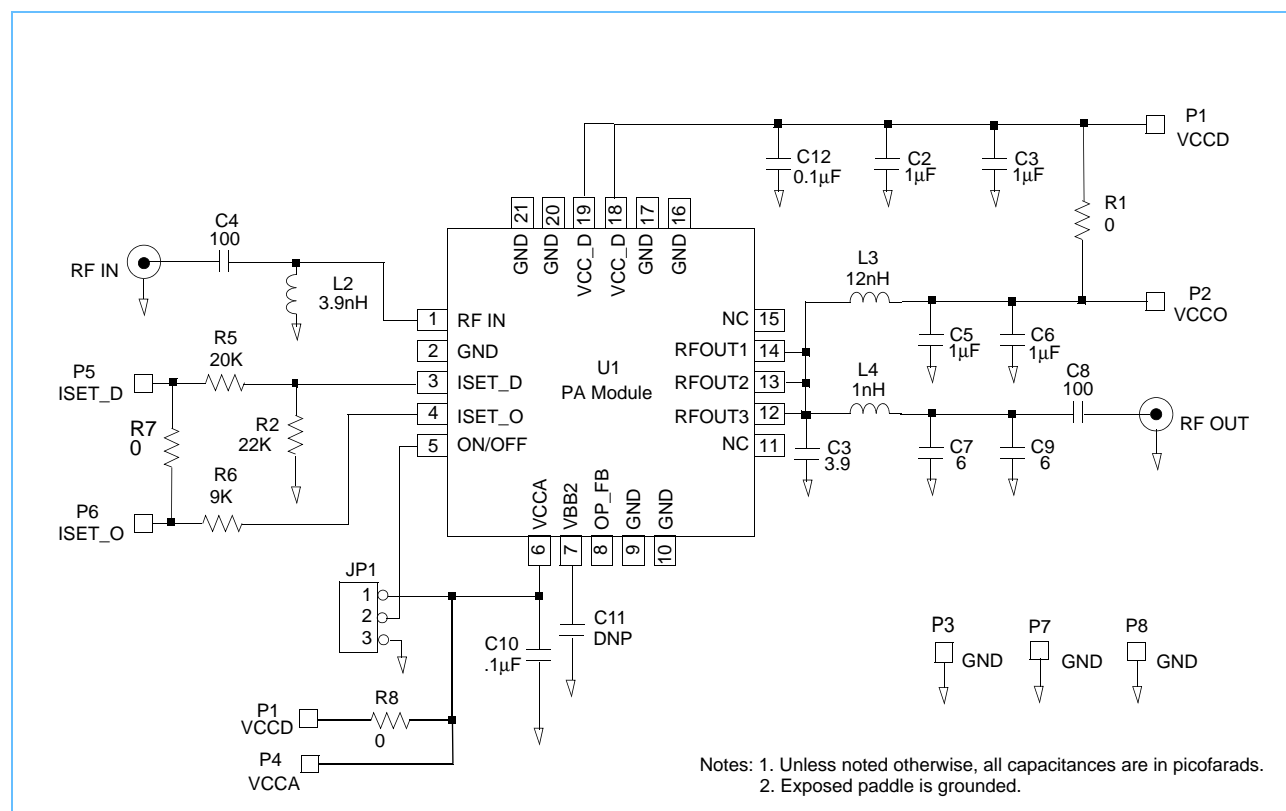 P1
VCCD
C12
0.1µF
C2
1µF
C3
1µF
R1
0
21
20
19
18
17
16
GND
GND
VCC_D
VCC_D
GND
GND
C4
100
RF IN
L2
3.9nH
L3
12nH
P2
VCCO
C5
1µF
C6
1µF
1
RF IN
2
GND
3
ISET_D
4
ISET_O
5
ON/OFF
U1
PA Module
NC
15
RFOUT1
14
RFOUT2
13
RFOUT3
12
NC
11
R5
20K
P5
ISET_D
R7
0
R2
22K
R6
9K
P6
ISET_O
L4
1nH
C8
100
RF OUT
C3
3.9
C7
6
C9
6
VCCA
VBB2
OP_FB
GND
GND
6
7
8
9
10
JP1
1
2
3
C10
.1µF
C11
DNP
P3
GND
P7
GND
P8
GND
P1
VCCD
R8
0
P4
VCCA
Notes: 1. Unless noted otherwise, all capacitances are in picofarads.
2. Exposed paddle is grounded.